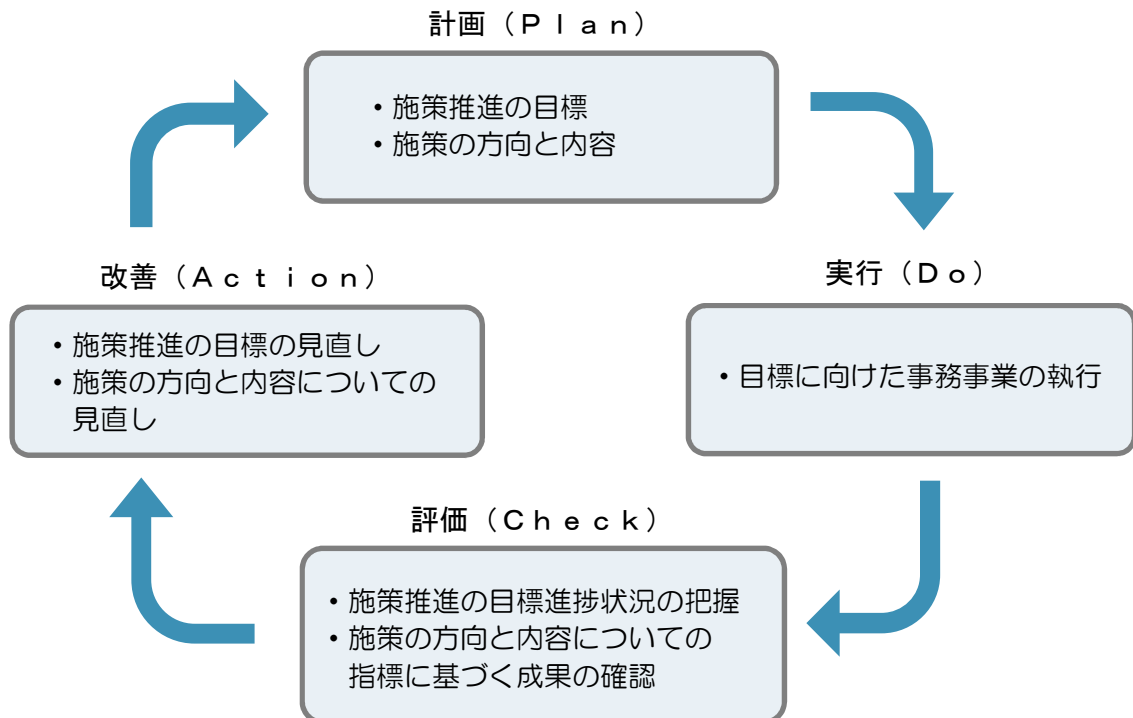 計画（Ｐｌａｎ）
・施策推進の目標
・施策の方向と内容
改善（Ａｃｔｉｏｎ）
・施策推進の目標の見直し
・施策の方向と内容についての
見直し
実行（Ｄｏ）
・目標に向けた事務事業の執行
評価（Ｃｈｅｃｋ）
・施策推進の目標進捗状況の把握
・施策の方向と内容についての
指標に基づく成果の確認